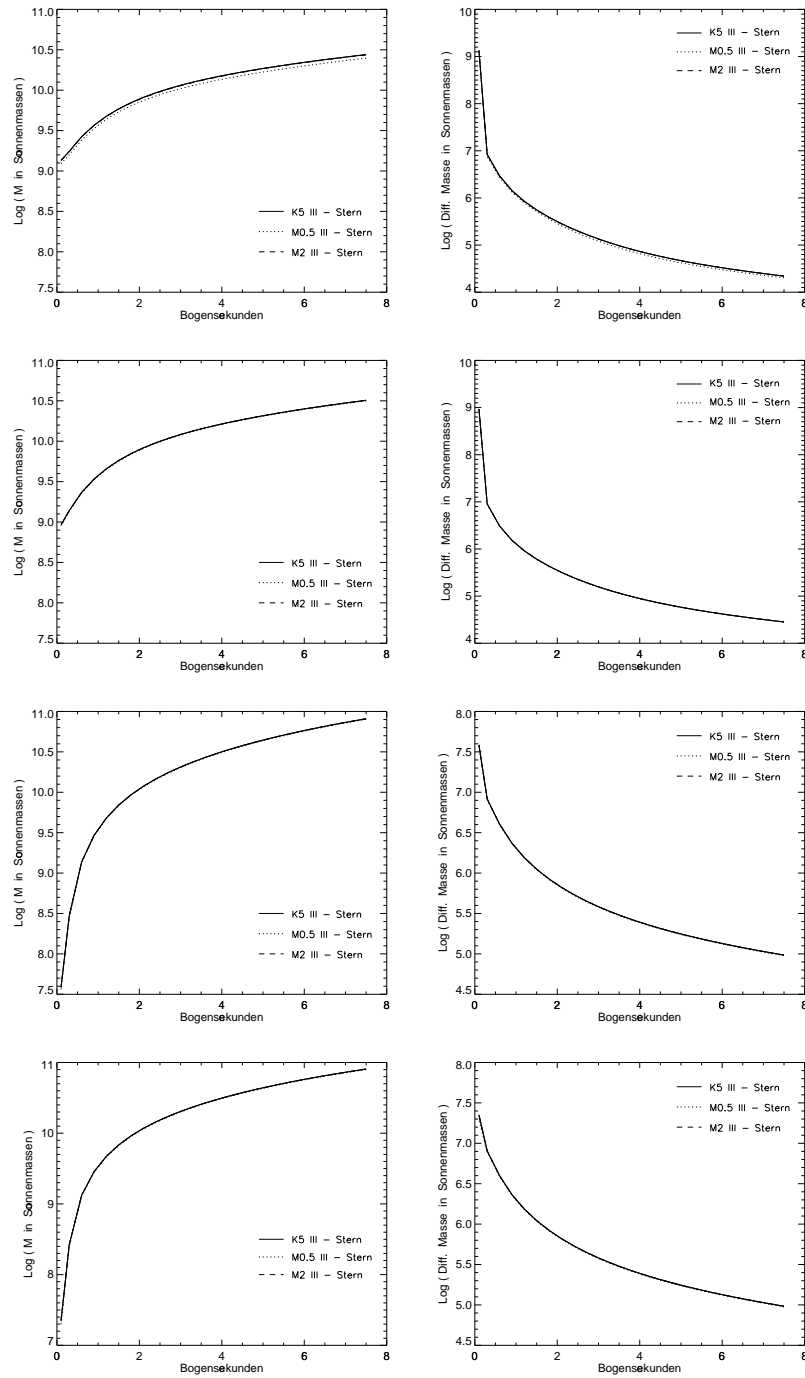 11.0
10.5
10.0
9.5
9.0
8.5
8.0
7.5
Log ( M in Sonnenmassen )
K5 III – Stern
M0.5 III – Stern
M2 III – Stern
0 2 4 6 8
Bogensekunden
10
9
8
7
6
5
4
Log ( Diff. Masse in Sonnenmassen )
K5 III – Stern
M0.5 III – Stern
M2 III – Stern
0 2 4 6 8
Bogensekunden
11.0
10.5
10.0
9.5
9.0
8.5
8.0
7.5
Log ( M in Sonnenmassen )
K5 III – Stern
M0.5 III – Stern
M2 III – Stern
0 2 4 6 8
Bogensekunden
10
9
8
7
6
5
4
Log ( Diff. Masse in Sonnenmassen )
K5 III – Stern
M0.5 III – Stern
M2 III – Stern
0 2 4 6 8
Bogensekunden
11.0
10.5
10.0
9.5
9.0
8.5
8.0
7.5
Log ( M in Sonnenmassen )
K5 III – Stern
M0.5 III – Stern
M2 III – Stern
0 2 4 6 8
Bogensekunden
8.0
7.5
7.0
6.5
6.0
5.5
5.0
4.5
Log ( Diff. Masse in Sonnenmassen )
K5 III – Stern
M0.5 III – Stern
M2 III – Stern
0 2 4 6 8
Bogensekunden
11
10
9
8
7
Log ( M in Sonnenmassen )
K5 III – Stern
M0.5 III – Stern
M2 III – Stern
0 2 4 6 8
Bogensekunden
8.0
7.5
7.0
6.5
6.0
5.5
5.0
4.5
Log ( Diff. Masse in Sonnenmassen )
K5 III – Stern
M0.5 III – Stern
M2 III – Stern
0 2 4 6 8
Bogensekunden